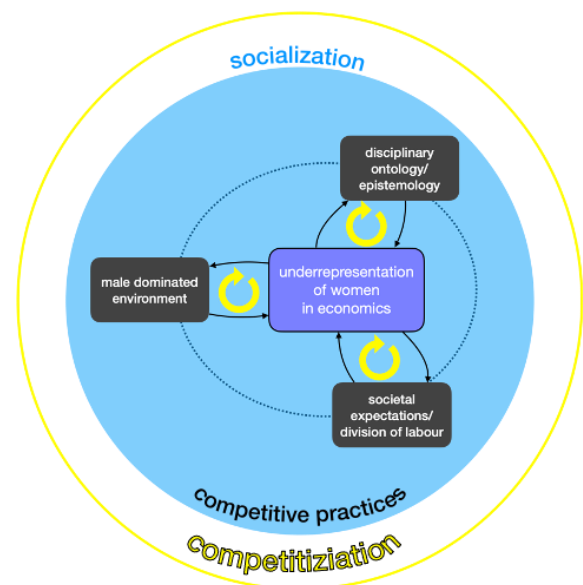 socialization
disciplinary
ontology/
epistemology
male dominated
environment
underrepresentation
of women
in economics
societal
expectations/
division of labour
competitive practices
competitiziation